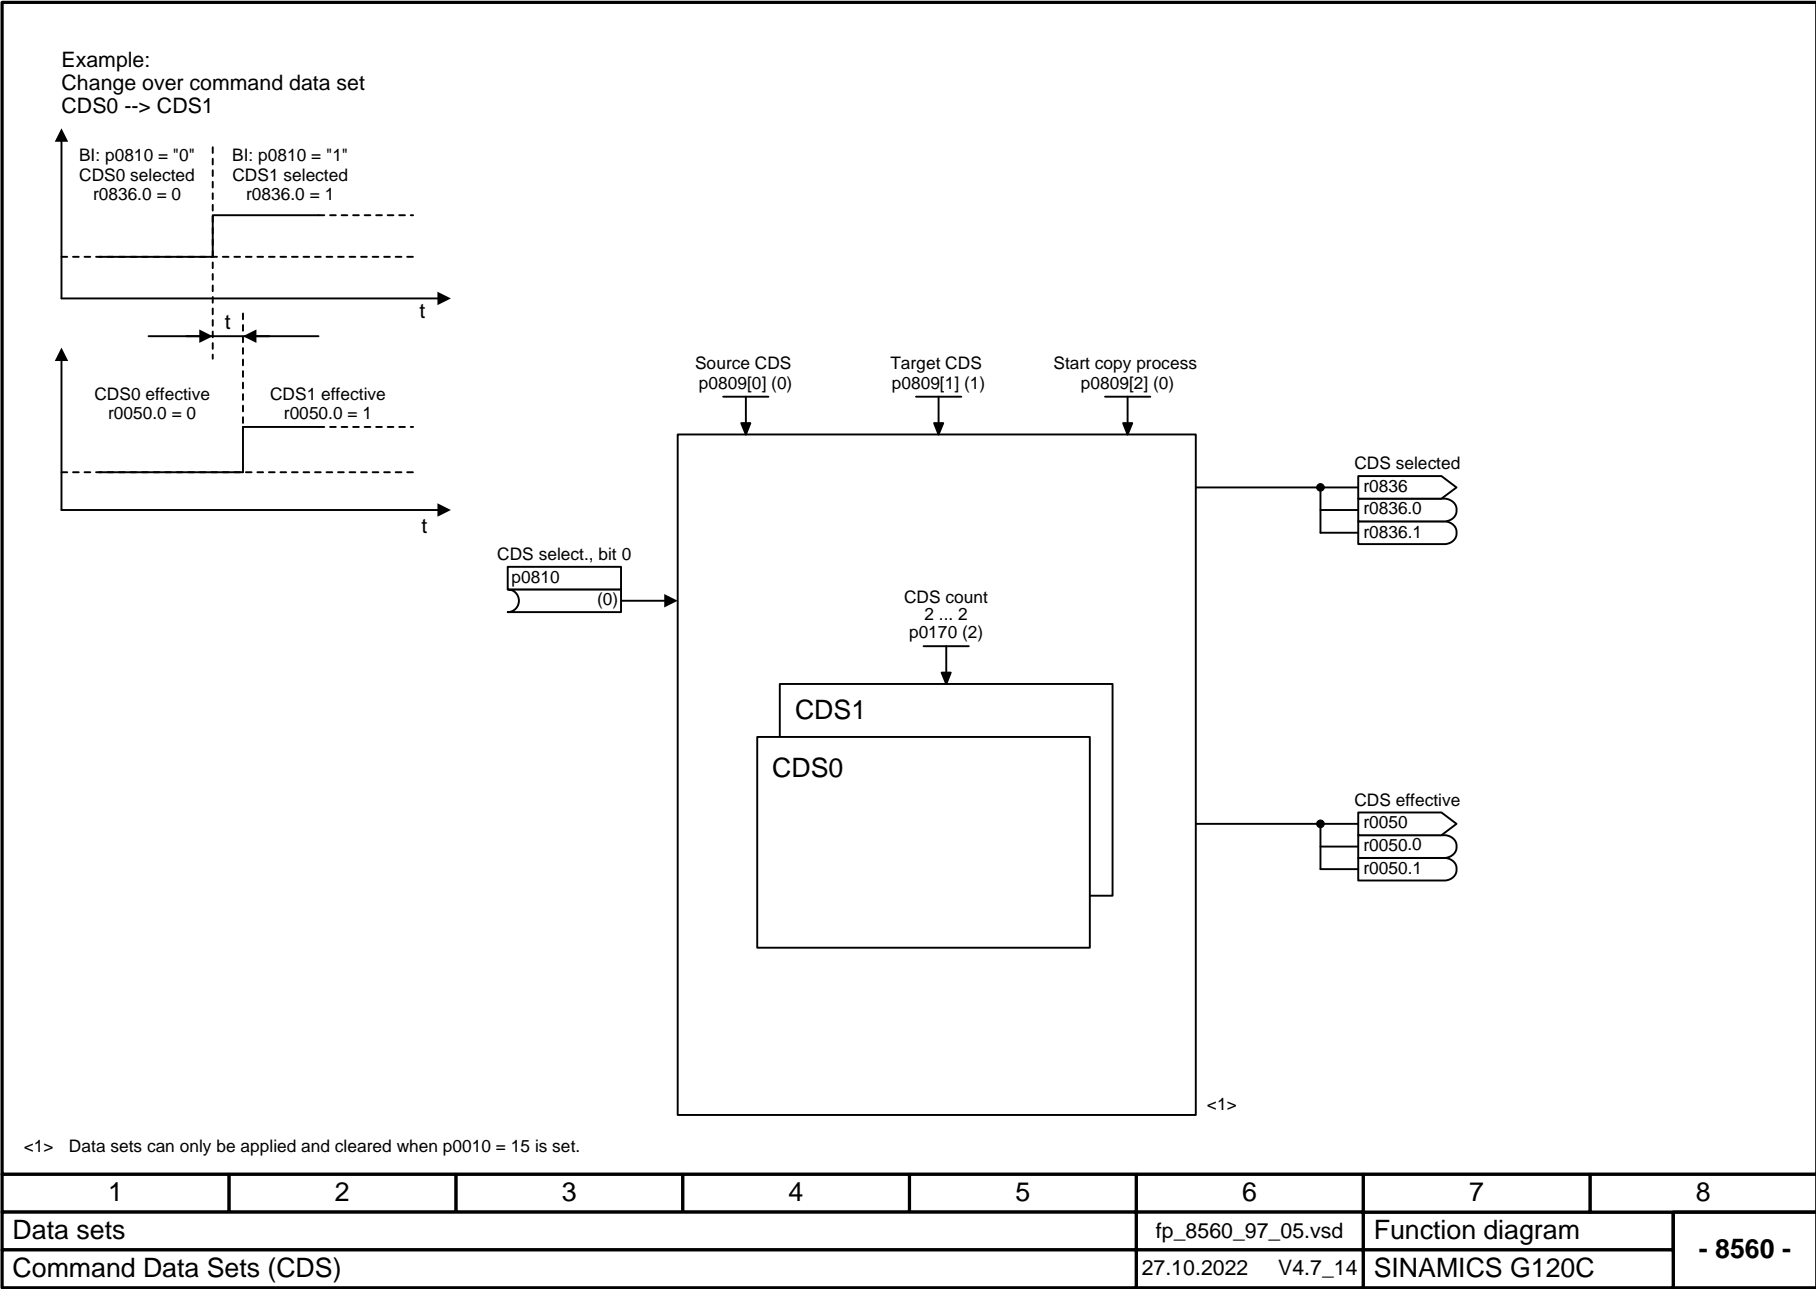 Example:
Change over command data set
CDS0 --> CDS1
BI: p0810 = "0"
CDS0 selected
r0836.0 = 0
BI: p0810 = "1"
CDS1 selected
r0836.0 = 1
t
t
CDS0 effective
r0050.0 = 0
CDS1 effective
r0050.0 = 1
t
Source CDS
p0809[0] (0)
Target CDS
p0809[1] (1)
Start copy process
p0809[2] (0)
CDS selected
r0836
r0836.0
r0836.1
CDS select., bit 0
p0810
(0)
CDS count
2 ... 2
p0170 (2)
CDS1
CDS0
CDS effective
r0050
r0050.0
r0050.1
<1>
<1> Data sets can only be applied and cleared when p0010 = 15 is set.
1 2 3 4 5 6 7 8
Data sets
fp_8560_97_05.vsd
Function diagram
- 8560 -
Command Data Sets (CDS)
27.10.2022 V4.7_14
SINAMICS G120C